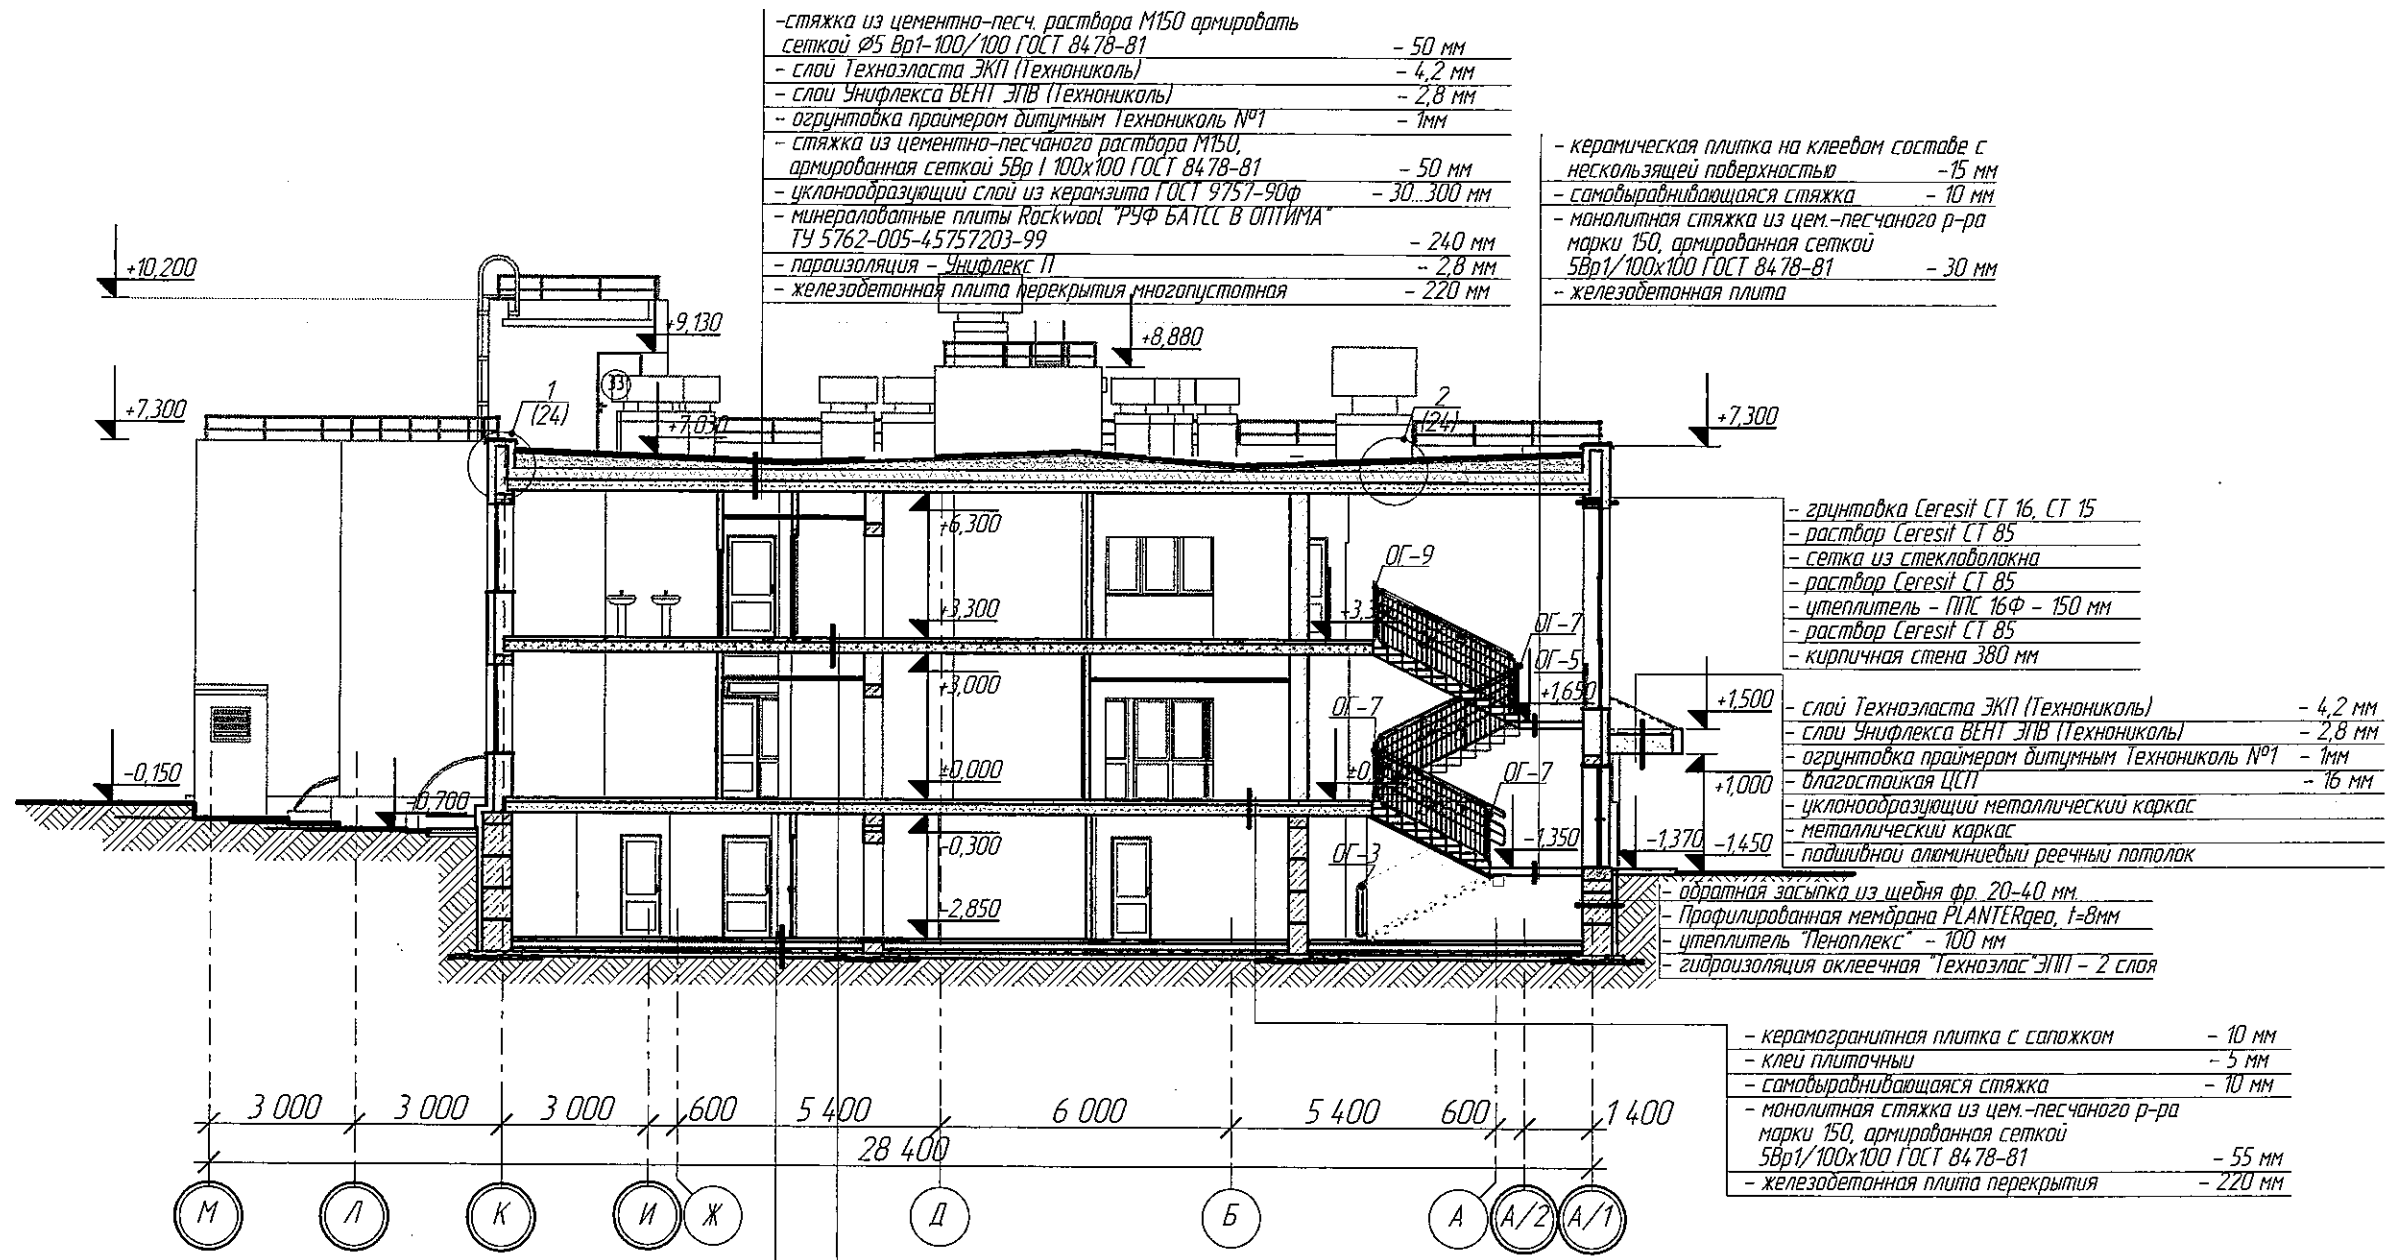 -стяжка из цементно-песч. раствора М150 армировать
сеткой Ø5 Вр1-100/100 ГОСТ 8478-81 - 50 мм
- слой Техноэласта ЭКП (Технониколь) - 4,2 мм
- слой Унифлекса ВЕНТ ЭПВ (Технониколь) - 2,8 мм
- огрунтовка праймером битумным Технониколь №1 - 1мм
- стяжка из цементно-песчаного раствора М150,
армированная сеткой 5Вр I 100х100 ГОСТ 8478-81 - 50 мм
- уклонообразующий слой из керамзита ГОСТ 9757-90ф - 30...300 мм
- минераловатные плиты Rockwool "РУФ БАТСС В ОПТИМА"
ТУ 5762-005-45757203-99 - 240 мм
- пароизоляция - Унифлекс П - 2,8 мм
- железобетонная плита перекрытия многопустотная - 220 мм
- керамическая плитка на клеевом составе с
нескользящей поверхностью -15 мм
- самовыравнивающаяся стяжка - 10 мм
- монолитная стяжка из цем.-песчаного р-ра
марки 150, армированная сеткой
5Вр1/100х100 ГОСТ 8478-81 - 30 мм
- железобетонная плита
+10,200
+9,130
+8,880
33
1
(24)
2
(24)
+7,300
+7,030
+7,300
- грунтовка Ceresit CT 16, CT 15
- раствор Ceresit CT 85
- сетка из стекловолокна
- раствор Ceresit CT 85
- утеплитель - ППС 16Ф - 150 мм
- раствор Ceresit CT 85
- кирпичная стена 380 мм
+6,300
ОГ-9
+3,300
ОГ-7
ОГ-5
+3,000
+1,650
ОГ-7
+1,500
- слой Техноэласта ЭКП (Технониколь) - 4,2 мм
- слой Унифлекса ВЕНТ ЭПВ (Технониколь) - 2,8 мм
- огрунтовка праймером битумным Технониколь №1 - 1мм
- влагостойкая ЦСП - 16 мм
- уклонообразующий металлический каркас
- металлический каркас
- подшивной алюминиевый реечный потолок
-0,150
±0,000
ОГ-7
+1,000
-0,700
-0,300
ОГ-3
-1,350
-1,370
-1,450
-2,850
- обратная засыпка из щебня фр. 20-40 мм.
- Профилированная мембрана PLANTERgeo, t=8мм
- утеплитель "Пеноплекс" - 100 мм
- гидроизоляция оклеечная "Техноэлас"ЭПП - 2 слоя
- керамогранитная плитка с сапожком - 10 мм
- клей плиточный - 5 мм
- самовыравнивающаяся стяжка - 10 мм
- монолитная стяжка из цем.-песчаного р-ра
марки 150, армированная сеткой
5Вр1/100х100 ГОСТ 8478-81 - 55 мм
- железобетонная плита перекрытия - 220 мм
3 000 3 000 3 000 600 5 400 6 000 5 400 600 1 400
28 400
М Л К И Ж Д Б А А/2 А/1